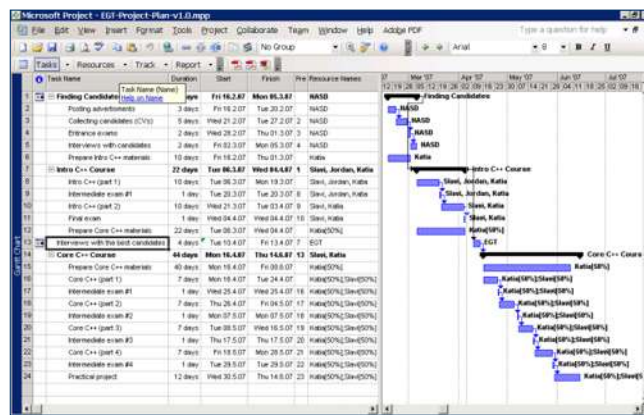 Microsoft Project - EGT-Project-Plan-v1.0.mpp
File Edit View Insert Format Tools Project Collaborate Team Window Help Adobe PDF Type a question for help
No Group Arial 8 B I U
Tasks Resources Track Report
Task Name Duration Start Finish Pre Resource Names Mar '07 Apr '07 May '07 Jun '07 Jul '07
Task Name (Name)
Help on Name
1 Finding Candidates Fri 16.2.07 Mon 05.3.07 NASD Finding Candidates
2 Posting advertisments 3 days Fri 16.2.07 Tue 20.2.07 NASD NASD
3 Collecting candidates (CVs) 5 days Wed 21.2.07 Tue 27.2.07 2 NASD NASD
4 Entrance exams 2 days Wed 28.2.07 Thu 01.3.07 3 NASD NASD
5 Interviews with candidates 2 days Fri 02.3.07 Mon 05.3.07 4 NASD NASD
6 Prepare Intro C++ materials 10 days Fri 16.2.07 Thu 01.3.07 Katia Katia
7 Intro C++ Course 22 days Tue 06.3.07 Wed 04.4.07 1 Slavi, Jordan, Katia Intro C++ Course
8 Intro C++ (part 1) 10 days Tue 06.3.07 Mon 19.3.07 Slavi, Jordan, Katia Slavi, Jordan, Katia
9 Intermediate exam #1 1 day Tue 20.3.07 Tue 20.3.07 8 Slavi, Jordan, Katia Slavi, Jordan, Katia
10 Intro C++ (part 2) 10 days Wed 21.3.07 Tue 03.4.07 9 Slavi, Katia Slavi, Katia
11 Final exam 1 day Wed 04.4.07 Wed 04.4.07 10 Slavi, Katia Slavi, Katia
12 Prepare Core C++ materials 22 days Tue 06.3.07 Wed 04.4.07 Katia[50%] Katia[50%]
13 Interviews with the best candidates 4 days Tue 10.4.07 Fri 13.4.07 7 EGT EGT
14 Core C++ Course 44 days Mon 16.4.07 Thu 14.6.07 13 Slavi, Katia Core C++ Course
15 Prepare Core C++ materials 40 days Mon 16.4.07 Fri 08.6.07 Katia[50%] Katia[50%]
16 Core C++ (part 1) 7 days Mon 16.4.07 Tue 24.4.07 Katia[50%];Slavi[50%] Katia[50%];Slavi[50%]
17 Intermediate exam #1 1 day Wed 25.4.07 Wed 25.4.07 16 Katia[50%];Slavi[50%] Katia[50%];Slavi[50%]
18 Core C++ (part 2) 7 days Thu 26.4.07 Fri 04.5.07 17 Katia[50%];Slavi[50%] Katia[50%];Slavi[50%]
19 Intermediate exam #2 1 day Mon 07.5.07 Mon 07.5.07 18 Katia[50%];Slavi[50%] Katia[50%];Slavi[50%]
20 Core C++ (part 3) 7 days Tue 08.5.07 Wed 16.5.07 19 Katia[50%];Slavi[50%] Katia[50%];Slavi[50%]
21 Intermediate exam #3 1 day Thu 17.5.07 Thu 17.5.07 20 Katia[50%];Slavi[50%] Katia[50%];Slavi[50%]
22 Core C++ (part 4) 7 days Fri 18.5.07 Mon 28.5.07 21 Katia[50%];Slavi[50%] Katia[50%];Slavi[50%]
23 Intermediate exam #4 1 day Tue 29.5.07 Tue 29.5.07 22 Katia[50%];Slavi[50%] Katia[50%];Slavi[50%]
24 Practical project 12 days Wed 30.5.07 Thu 14.6.07 23 Katia[50%];Slavi[50%] Katia[50%];Slavi[5
Gantt Chart